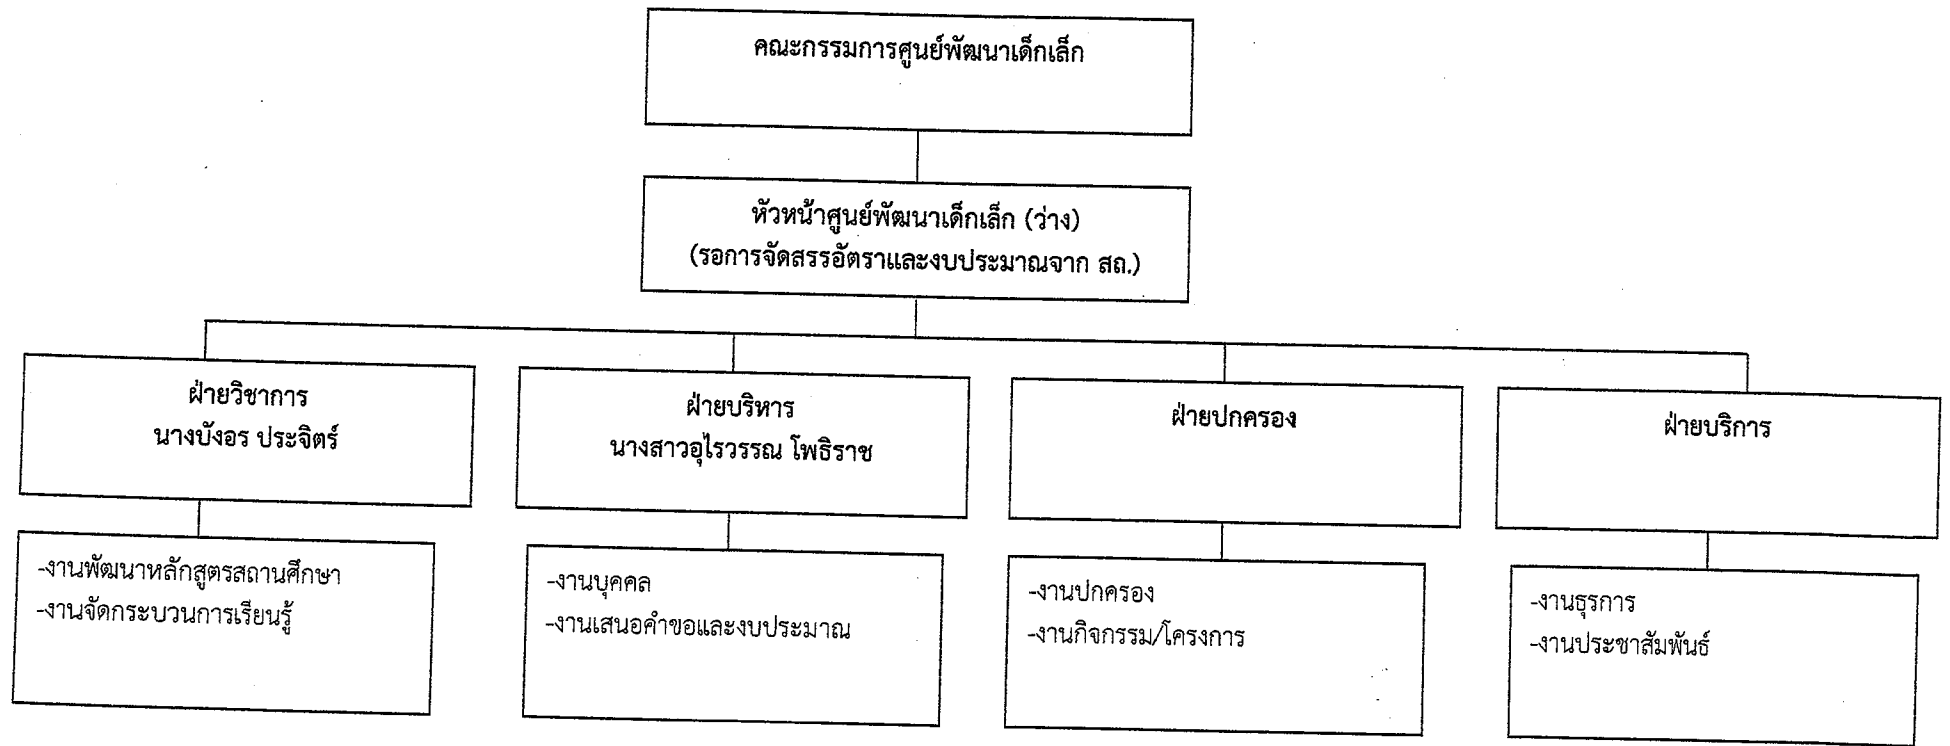 คณะกรรมการศูนย์พัฒนาเด็กเล็ก
หัวหน้าศูนย์พัฒนาเด็กเล็ก (ว่าง)
(รอการจัดสรรอัตราและงบประมาณจาก สถ.)
ฝ่ายวิชาการ
นางบังอร ประจิตร์
ฝ่ายบริหาร
นางสาวอุไรวรรณ โพธิราช
ฝ่ายปกครอง
ฝ่ายบริการ
-งานพัฒนาหลักสูตรสถานศึกษา
-งานจัดกระบวนการเรียนรู้
-งานบุคคล
-งานเสนอคำขอและงบประมาณ
-งานปกครอง
-งานกิจกรรม/โครงการ
-งานธุรการ
-งานประชาสัมพันธ์